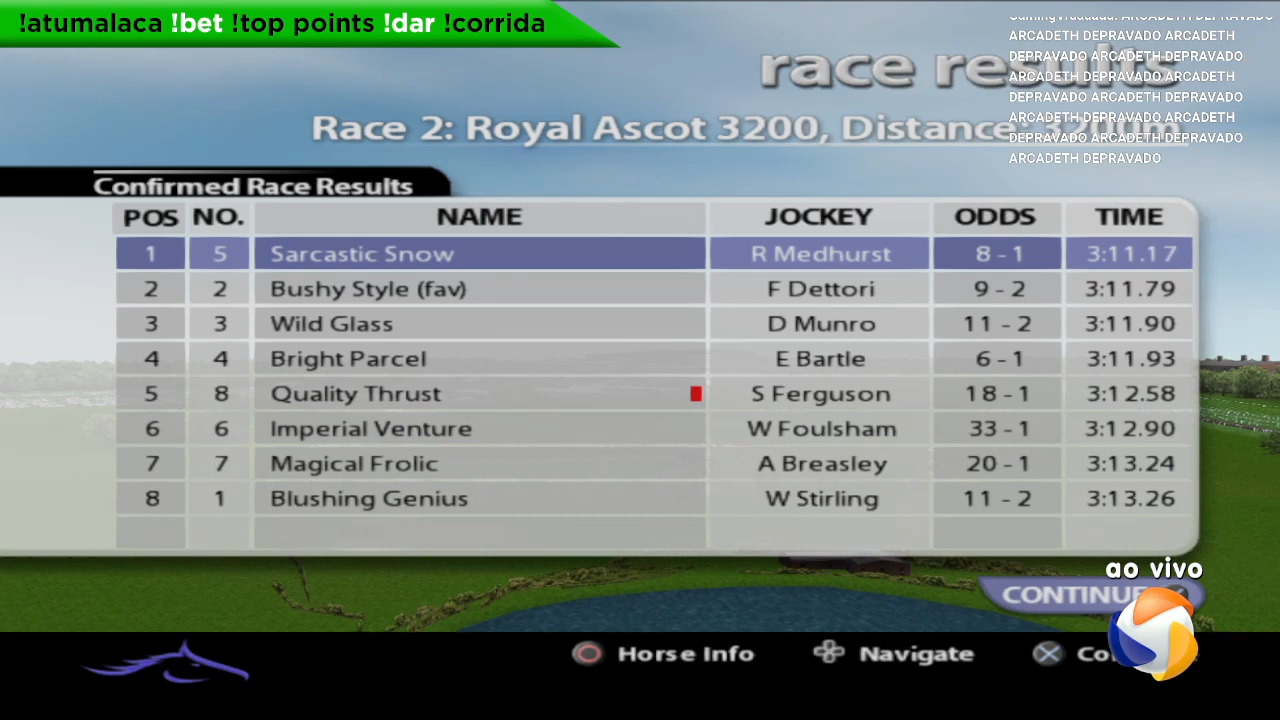 !atumalaca !bet !top points !dar !corrida
ARCADETH DEPRAVADO
ARCADETH DEPRAVADO ARCADETH
DEPRAVADO ARCADETH DEPRAVADO
ARCADETH DEPRAVADO ARCADETH
DEPRAVADO ARCADETH DEPRAVADO
ARCADETH DEPRAVADO ARCADETH
DEPRAVADO ARCADETH DEPRAVADO
ARCADETH DEPRAVADO
race results
Race 2: Royal Ascot 3200, Distance: 3200m
Confirmed Race Results
POS NO. NAME JOCKEY ODDS TIME
1 5 Sarcastic Snow R Medhurst 8 - 1 3:11.17
2 2 Bushy Style (fav) F Dettori 9 - 2 3:11.79
3 3 Wild Glass D Munro 11 - 2 3:11.90
4 4 Bright Parcel E Bartle 6 - 1 3:11.93
5 8 Quality Thrust S Ferguson 18 - 1 3:12.58
6 6 Imperial Venture W Foulsham 33 - 1 3:12.90
7 7 Magical Frolic A Breasley 20 - 1 3:13.24
8 1 Blushing Genius W Stirling 11 - 2 3:13.26
ao vivo
CONTINUE
Horse Info Navigate